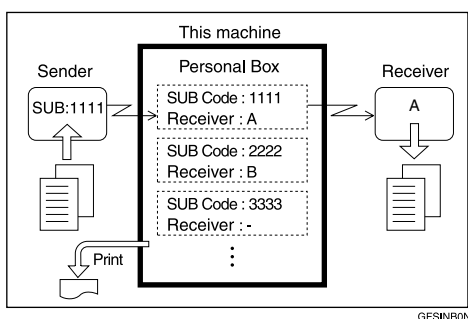 This machine
Sender
Personal Box
Receiver
SUB:1111
SUB Code : 1111
Receiver : A
A
SUB Code : 2222
Receiver : B
SUB Code : 3333
Receiver : -
Print
GFSINB0N